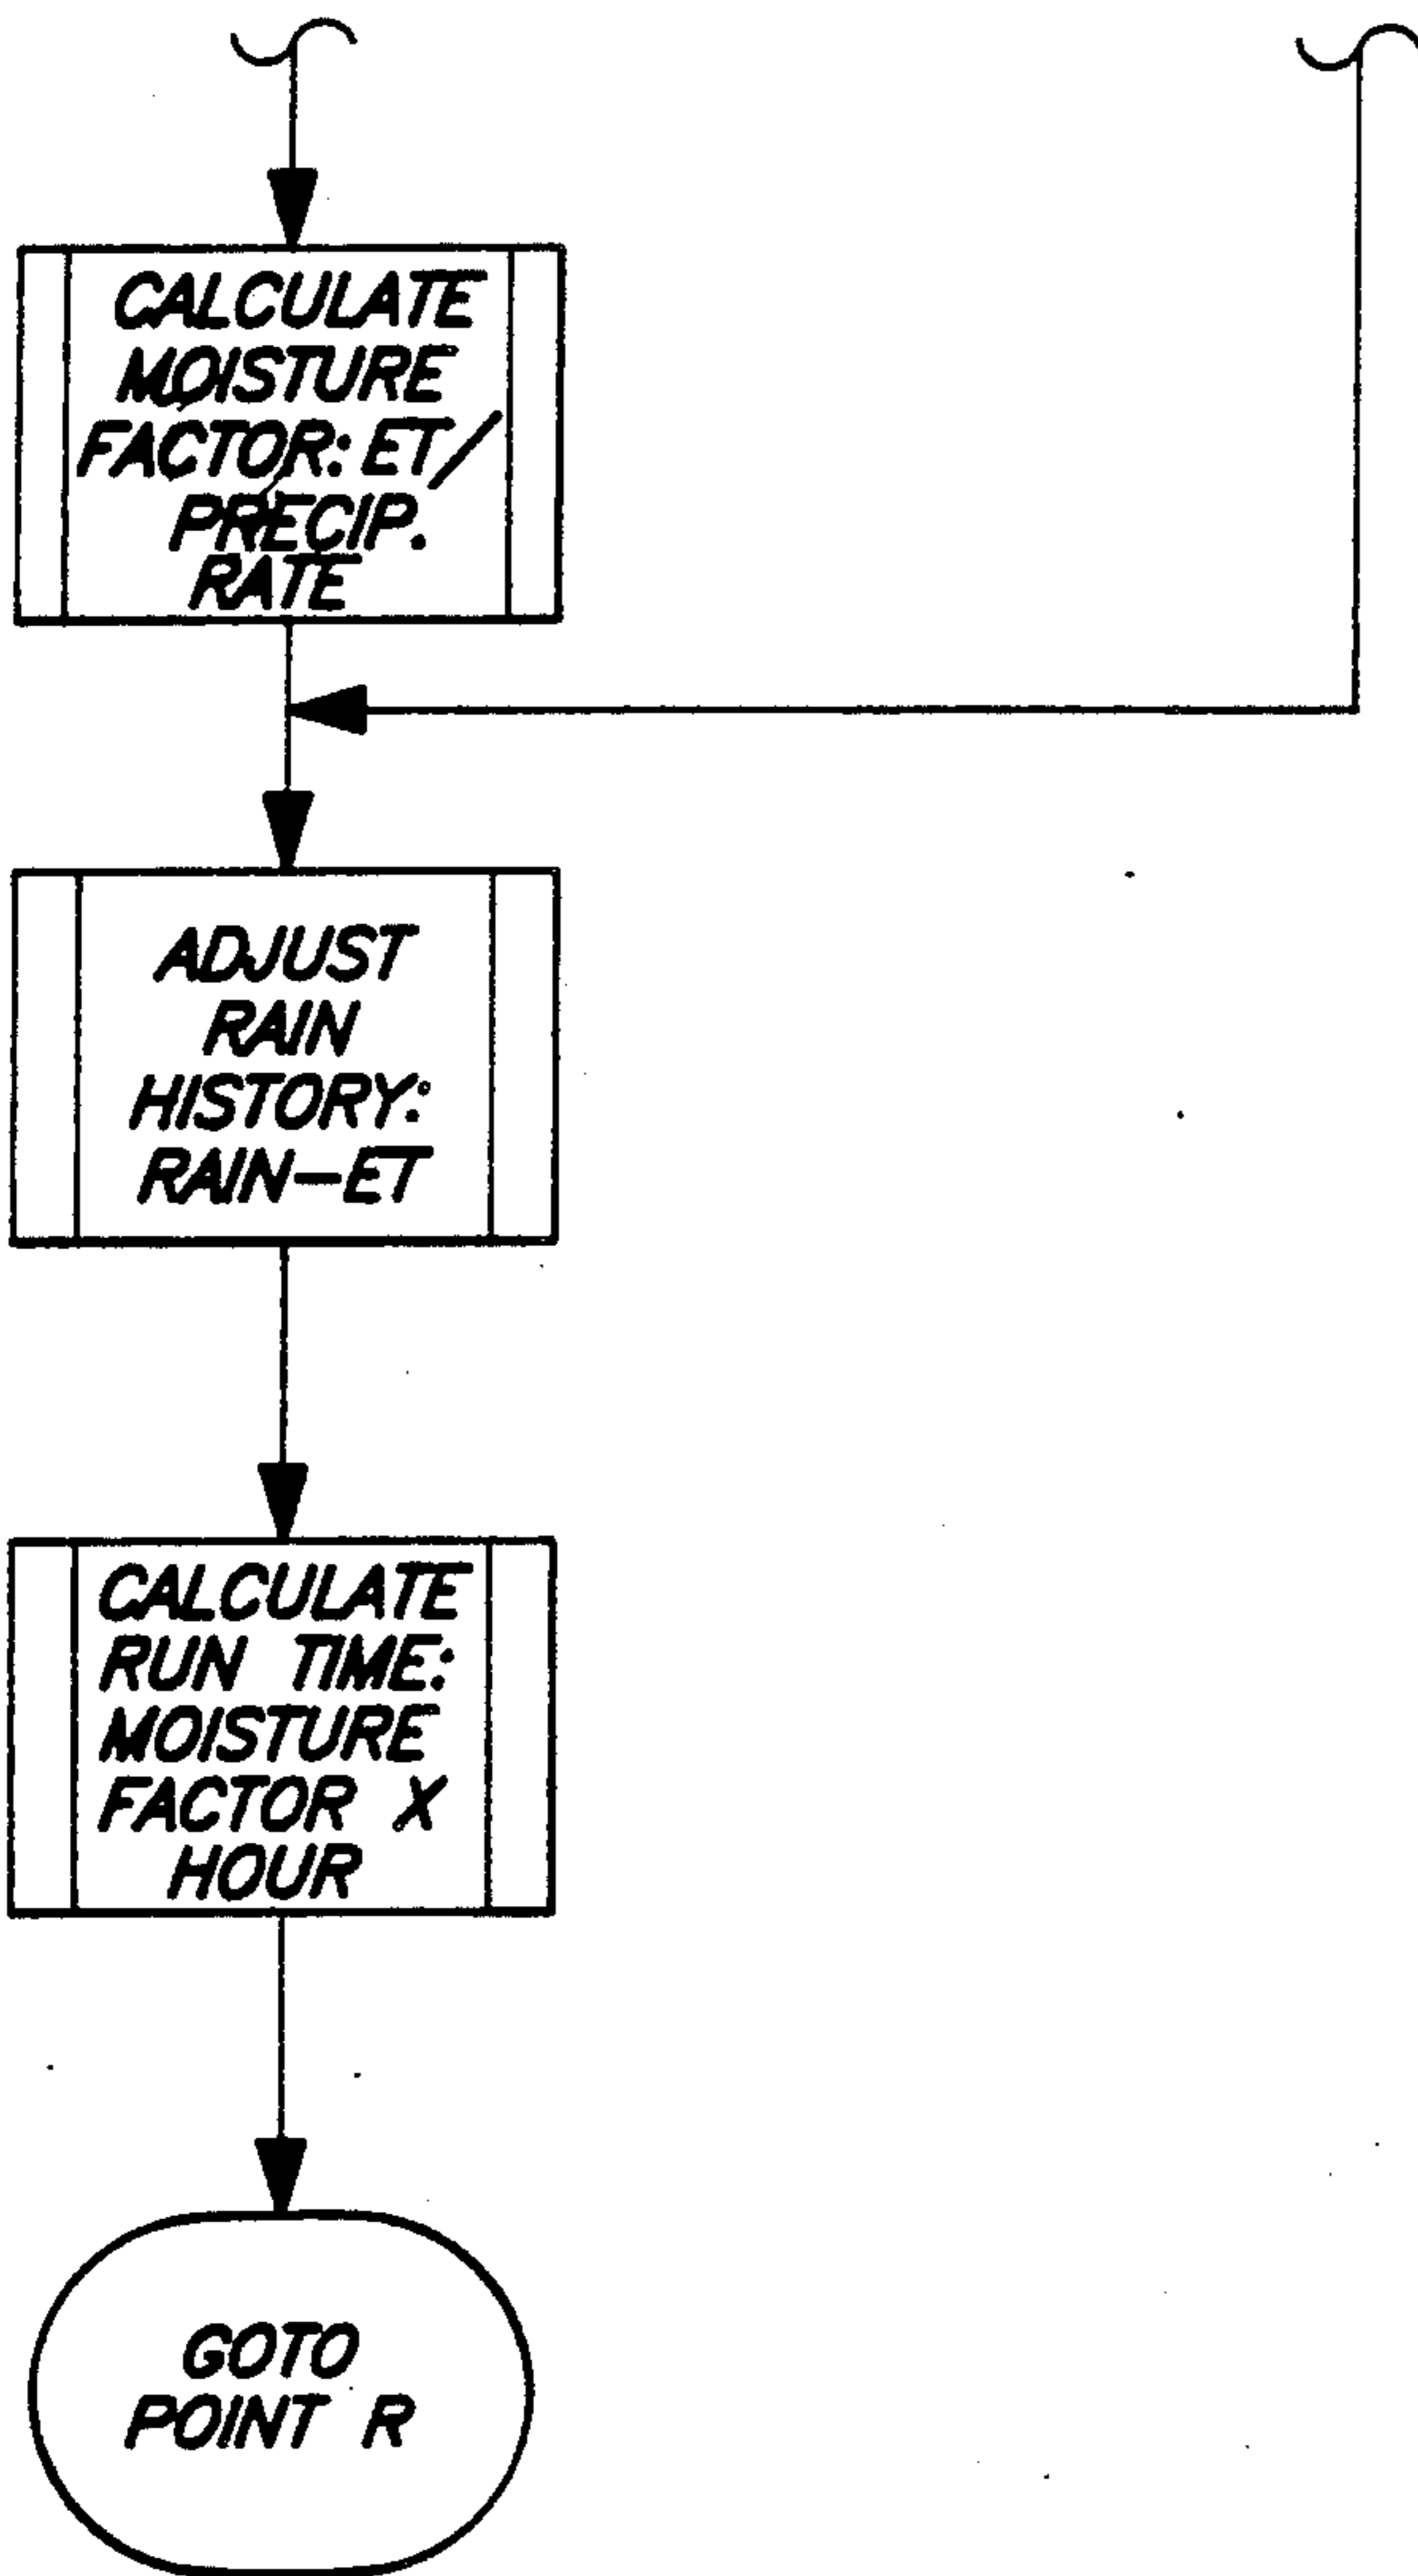 CALCULATE
MOISTURE
FACTOR: ET/
PRECIP.
RATE
ADJUST
RAIN
HISTORY:
RAIN-ET
CALCULATE
RUN TIME:
MOISTURE
FACTOR X
HOUR
GOTO
POINT R